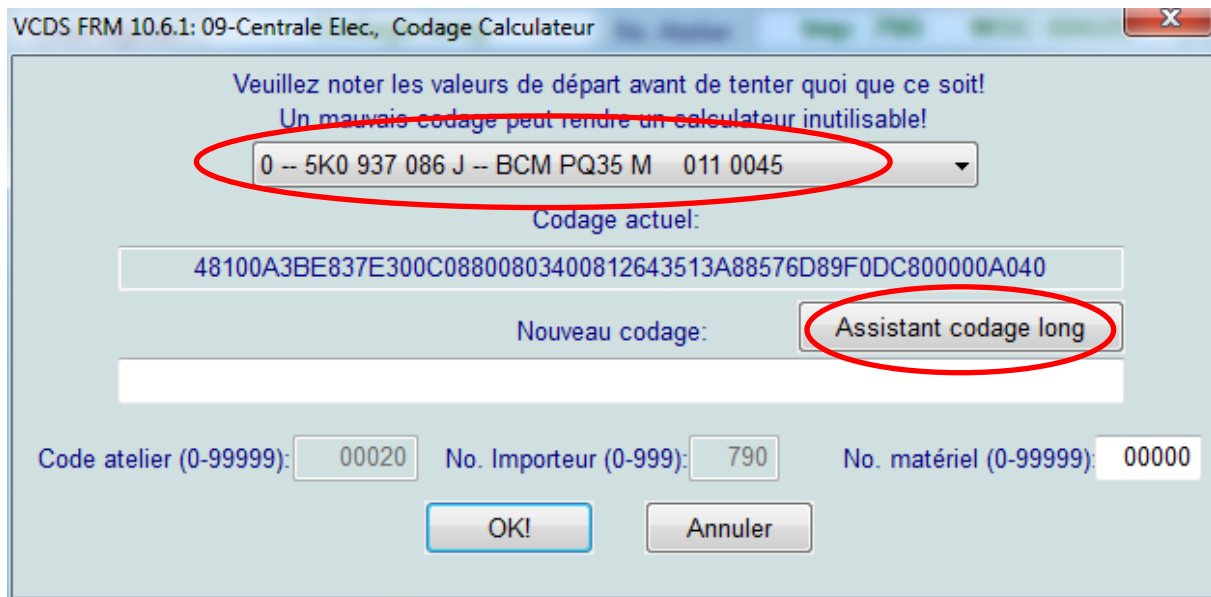 VCDS FRM 10.6.1: 09-Centrale Elec., Codage Calculateur
Veuillez noter les valeurs de départ avant de tenter quoi que ce soit!
Un mauvais codage peut rendre un calculateur inutilisable!
0 -- 5K0 937 086 J -- BCM PQ35 M 011 0045
Codage actuel:
48100A3BE837E300C08800803400812643513A88576D89F0DC800000A040
Nouveau codage:
Assistant codage long
Code atelier (0-99999): 00020 No. Importeur (0-999): 790 No. matériel (0-99999): 00000
OK! Annuler